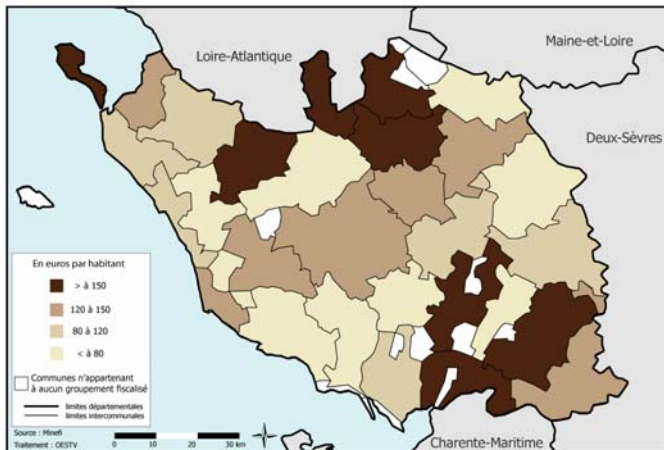 Maine-et-Loire
Loire-Atlantique
Deux-Sèvres
En euros par habitant
> à 150
120 à 150
80 à 120
< à 80
Communes n'appartenant
à aucun groupement fiscalisé
limites départementales
limites intercommunales
Source : Minefi
Traitement : OESTV
0 10 20 30 km
Charente-Maritime